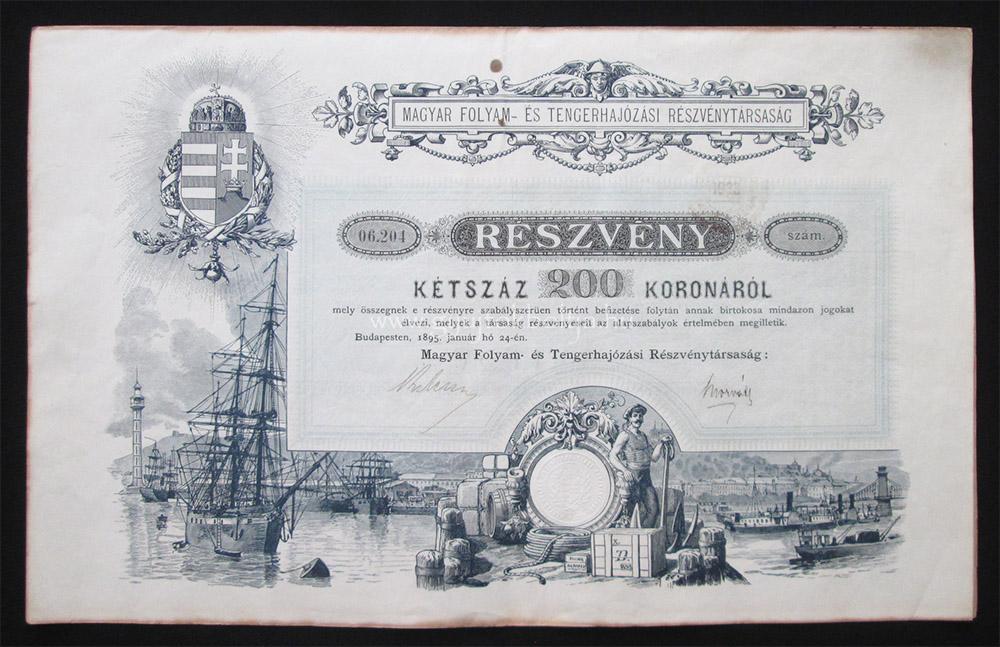 MAGYAR FOLYAM- ÉS TENGERHAJÓZÁSI RÉSZVÉNYTÁRSASÁG
06.204 RÉSZVÉNY szám.
KÉTSZÁZ 200 KORONÁRÓL
mely összegnek e részvényre szabályszerüen történt befizetése folytán annak birtokosa mindazon jogokat
élvezi, melyek a társaság részvényeseit az alapszabályok értelmében megilletik.
Budapesten, 1895. január hó 24-én.
Magyar Folyam- és Tengerhajózási Részvénytársaság: